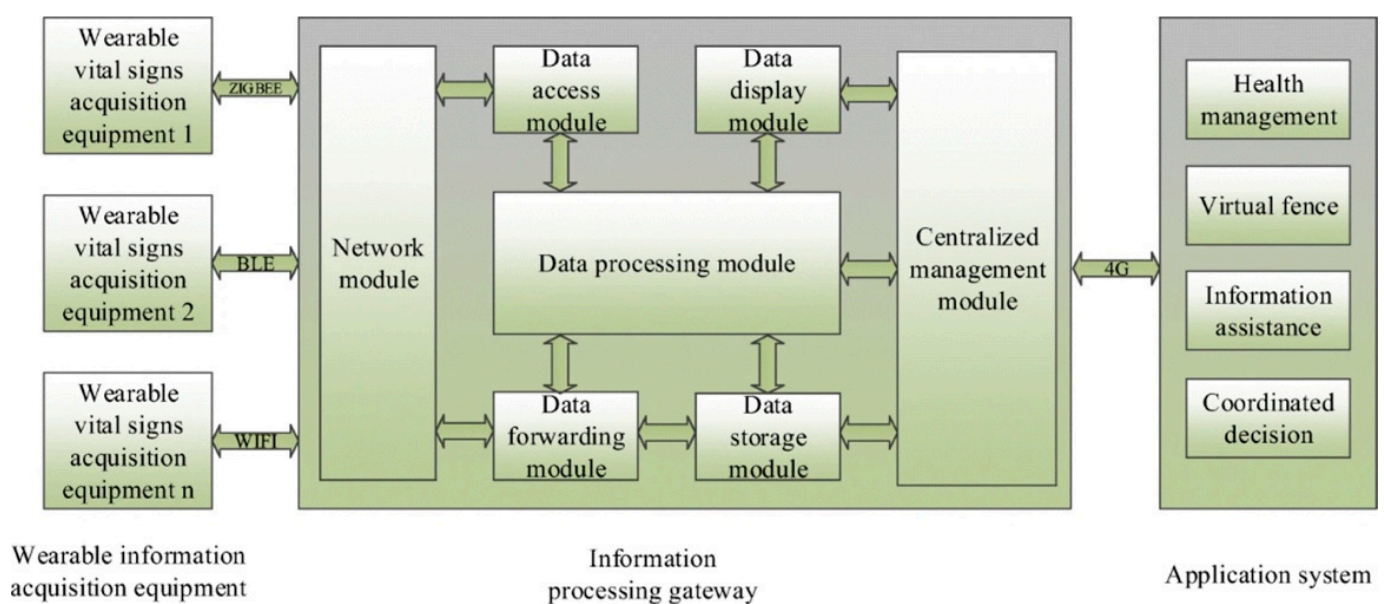 Wearable
vital signs
acquisition
equipment 1
ZIGBEE
Wearable
vital signs
acquisition
equipment 2
BLE
Wearable
vital signs
acquisition
equipment n
WIFI
Network
module
Data
access
module
Data
display
module
Data processing module
Data
forwarding
module
Data
storage
module
Centralized
management
module
4G
Health
management
Virtual fence
Information
assistance
Coordinated
decision
Wearable information
acquisition equipment
Information
processing gateway
Application system